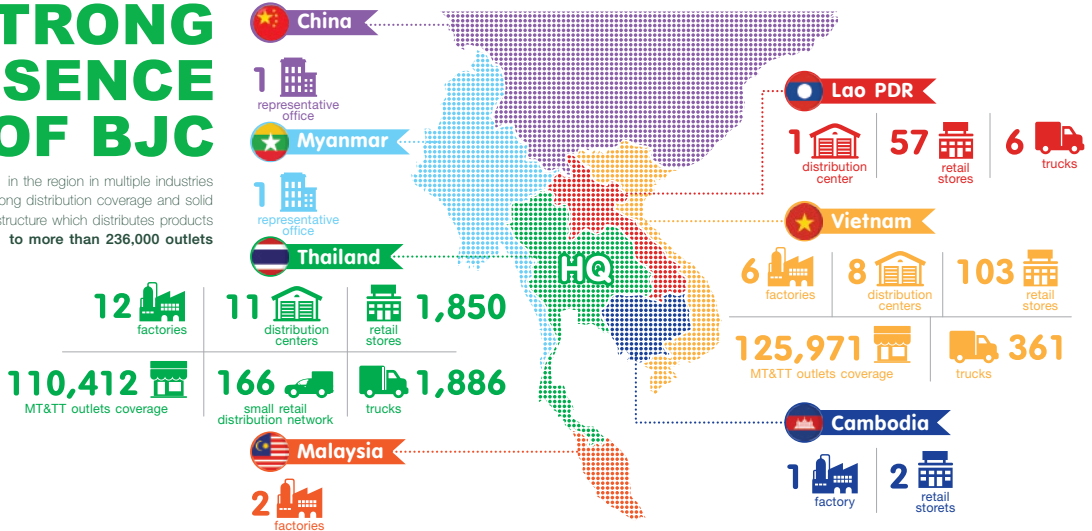 TRONG
SENCE
OF BJC
in the region in multiple industries
ong distribution coverage and solid
structure which distributes products
to more than 236,000 outlets
China
1
representative
office
Myanmar
1
representative
office
Thailand
12
factories
11
distribution
centers
retail
stores
1,850
110,412
MT&TT outlets coverage
166
small retail
distribution network
trucks
1,886
Malaysia
2
factories
HQ
Lao PDR
1
distribution
center
57
retail
stores
6
trucks
Vietnam
6
factories
8
distribution
centers
103
retail
stores
125,971
MT&TT outlets coverage
trucks
361
Cambodia
1
factory
2
retail
storets